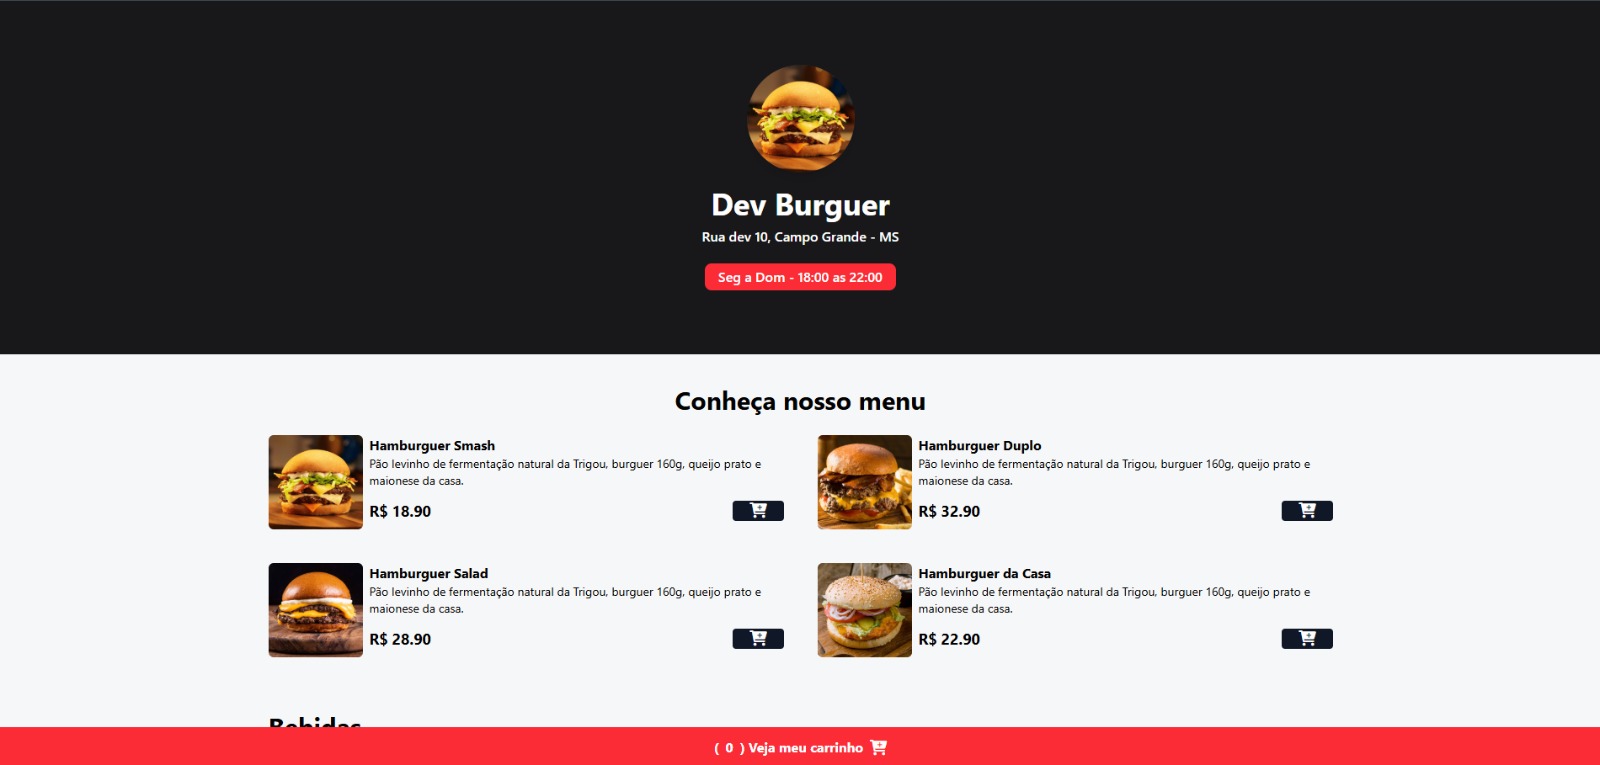 Dev Burguer
Rua dev 10, Campo Grande - MS
Seg a Dom - 18:00 as 22:00
Conheça nosso menu
Hamburguer Smash
Pão levinho de fermentação natural da Trigou, burguer 160g, queijo prato e
maionese da casa.
R$ 18.90
Hamburguer Duplo
Pão levinho de fermentação natural da Trigou, burguer 160g, queijo prato e
maionese da casa.
R$ 32.90
Hamburguer Salad
Pão levinho de fermentação natural da Trigou, burguer 160g, queijo prato e
maionese da casa.
R$ 28.90
Hamburguer da Casa
Pão levinho de fermentação natural da Trigou, burguer 160g, queijo prato e
maionese da casa.
R$ 22.90
Bebidas
( 0 ) Veja meu carrinho